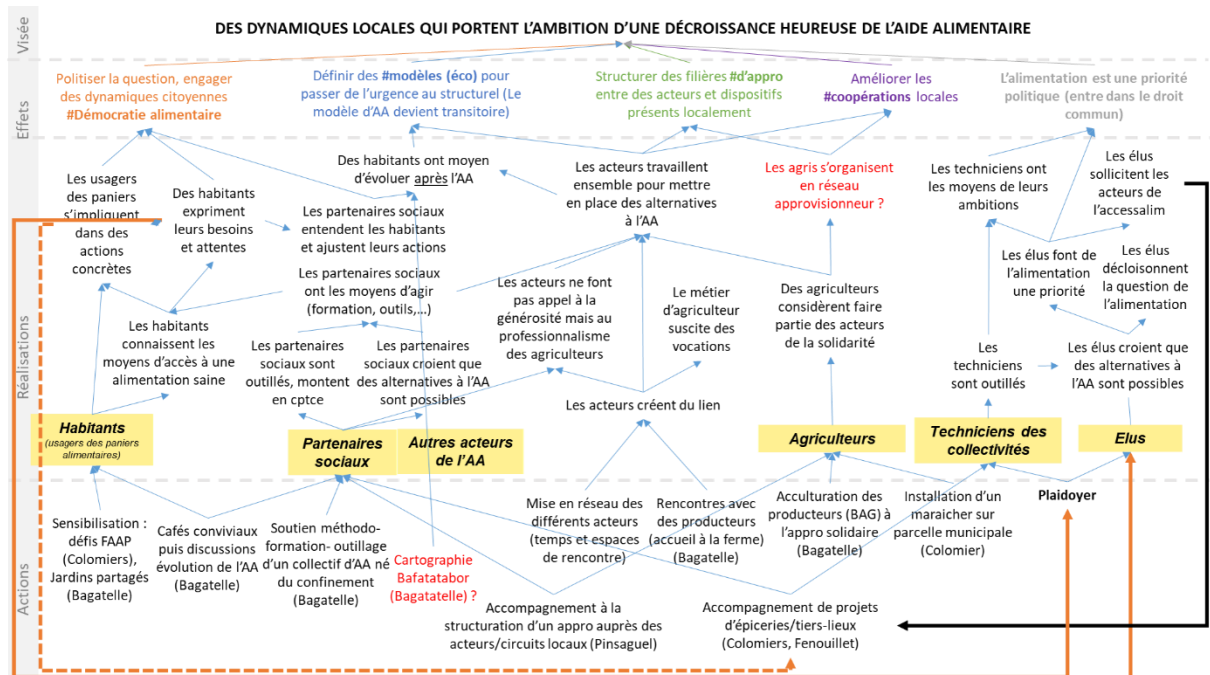 Visée
DES DYNAMIQUES LOCALES QUI PORTENT L'AMBITION D'UNE DÉCROISSANCE HEUREUSE DE L'AIDE ALIMENTAIRE
Effets
Politiser la question, engager
des dynamiques citoyennes
#Démocratie alimentaire
Définir des #modèles (éco) pour
passer de l'urgence au structurel (Le
modèle d'AA devient transitoire)
Structurer des filières #d'appro
entre des acteurs et dispositifs
présents localement
Améliorer les
#coopérations locales
L'alimentation est une priorité
politique (entre dans le droit
commun)
Réalisations
Les usagers
des paniers
s'impliquent
dans des
actions
concrètes
Des habitants
expriment
leurs besoins
et attentes
Des habitants ont moyen
d'évoluer après l'AA
Les partenaires sociaux
entendent les habitants
et ajustent leurs actions
Les acteurs travaillent
ensemble pour mettre
en place des alternatives
à l'AA
Les agris s'organisent
en réseau
approvisionneur ?
Les techniciens ont
les moyens de leurs
ambitions
Les élus
sollicitent les
acteurs de
l'accessalim
Les partenaires sociaux
ont les moyens d'agir
(formation, outils,...)
Les acteurs ne font
pas appel à la
générosité mais au
professionnalisme
des agriculteurs
Le métier
d'agriculteur
suscite des
vocations
Des agriculteurs
considèrent faire
partie des acteurs
de la solidarité
Les élus font de
l'alimentation
une priorité
Les élus
décloisonnent
la question de
l'alimentation
Les habitants
connaissent les
moyens d'accès à une
alimentation saine
Les partenaires
sociaux sont
outillés, montent
en cptce
Les partenaires
sociaux croient que
des alternatives à l'AA
sont possibles
Les acteurs créent du lien
Les
techniciens
sont outillés
Les élus croient que
des alternatives à
l'AA sont possibles
Habitants
(usagers des paniers
alimentaires)
Partenaires
sociaux
Autres acteurs
de l'AA
Agriculteurs
Techniciens des
collectivités
Elus
Actions
Sensibilisation :
défis FAAP
(Colomiers),
Jardins partagés
(Bagatelle)
Cafés conviviaux
puis discussions
évolution de l'AA
(Bagatelle)
Soutien méthodo-
formation- outillage
d'un collectif d'AA né
du confinement
(Bagatelle)
Cartographie
Bafatatabor
(Bagatatelle) ?
Mise en réseau des
différents acteurs
(temps et espaces
de rencontre)
Rencontres avec
des producteurs
(accueil à la ferme)
(Bagatelle)
Acculturation des
producteurs (BAG) à
l'appro solidaire
(Bagatelle)
Installation d'un
maraicher sur
parcelle municipale
(Colomier)
Plaidoyer
Accompagnement à la
structuration d'un appro auprès des
acteurs/circuits locaux (Pinsaguel)
Accompagnement de projets
d'épiceries/tiers-lieux
(Colomiers, Fenouillet)